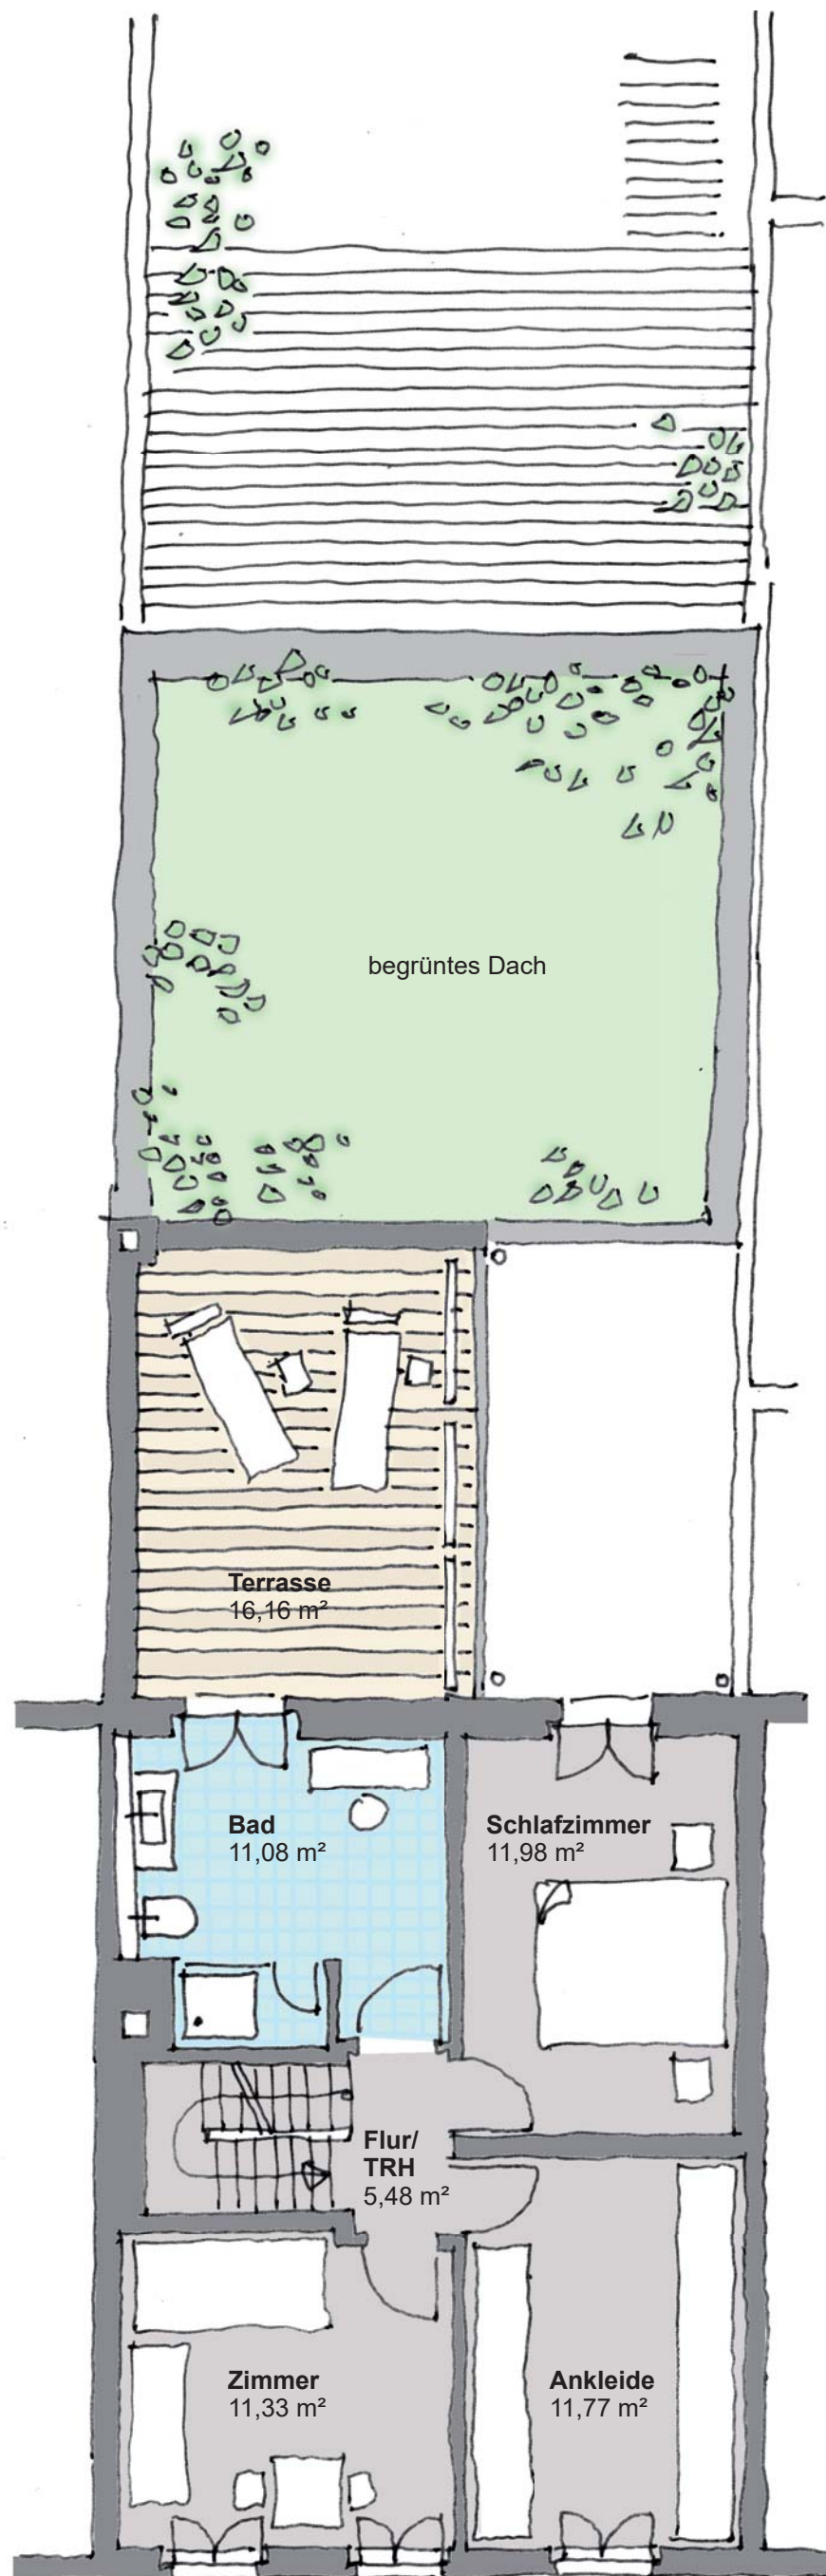 begrüntes Dach
Terrasse
16,16 m²
Bad
11,08 m²
Schlafzimmer
11,98 m²
Flur/
TRH
5,48 m²
Zimmer
11,33 m²
Ankleide
11,77 m²